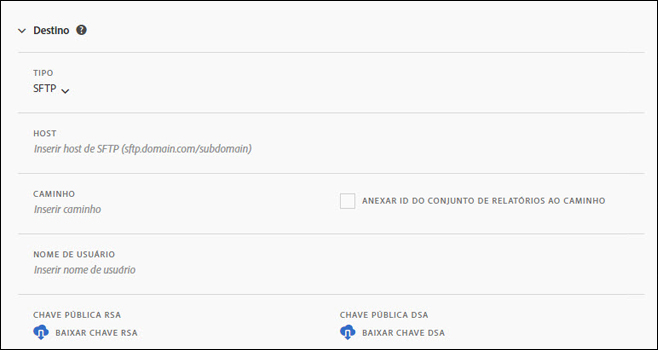 Destino ?
TIPO
SFTP
HOST
Inserir host de SFTP (sftp.domain.com/subdomain)
CAMINHO
Inserir caminho
ANEXAR ID DO CONJUNTO DE RELATÓRIOS AO CAMINHO
NOME DE USUÁRIO
Inserir nome de usuário
CHAVE PÚBLICA RSA
BAIXAR CHAVE RSA
CHAVE PÚBLICA DSA
BAIXAR CHAVE DSA